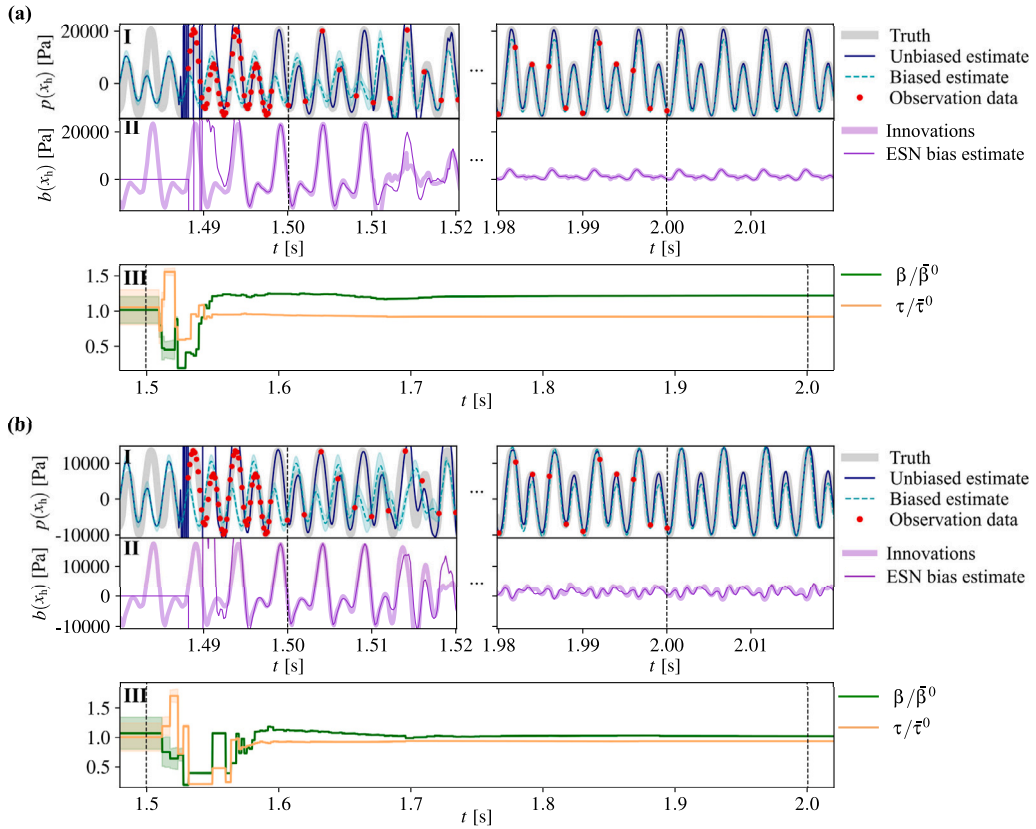 (a)
I
p(x_h) [Pa]
20000
0
...
Truth
Unbiased estimate
Biased estimate
Observation data
II
b(x_h) [Pa]
20000
0
...
Innovations
ESN bias estimate
1.49 1.50 1.51 1.52
t [s]
1.98 1.99 2.00 2.01
t [s]
III
1.5
1.0
0.5
β/β̄⁰
τ/τ̄⁰
1.5 1.6 1.7 1.8 1.9 2.0
t [s]
(b)
I
p(x_h) [Pa]
10000
0
-10000
...
Truth
Unbiased estimate
Biased estimate
Observation data
II
b(x_h) [Pa]
10000
0
-10000
...
Innovations
ESN bias estimate
1.49 1.50 1.51 1.52
t [s]
1.98 1.99 2.00 2.01
t [s]
III
1.5
1.0
0.5
β/β̄⁰
τ/τ̄⁰
1.5 1.6 1.7 1.8 1.9 2.0
t [s]